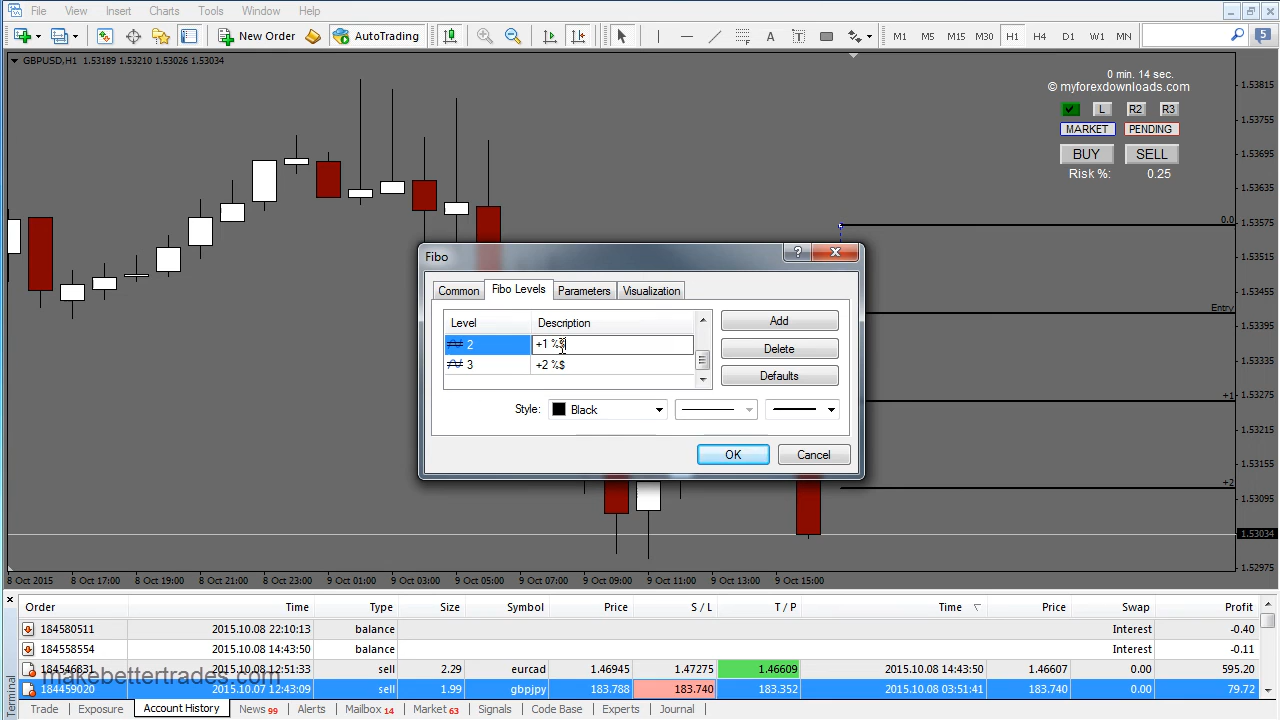 File View Insert Charts Tools Window Help
New Order AutoTrading A T M1 M5 M15 M30 H1 H4 D1 W1 MN 5
GBPUSD,H1 1.53189 1.53210 1.53026 1.53034
0 min. 14 sec.
© myforexdownloads.com
L R2 R3
MARKET PENDING
BUY SELL
Risk %: 0.25
1.53815
1.53755
1.53695
1.53635
1.53575
1.53515
1.53455
1.53395
1.53335
1.53275
1.53215
1.53155
1.53095
1.53034
1.52975
0.0
Entry
+1
+2
Fibo
?
Common Fibo Levels Parameters Visualization
Level Description
2 +1 %$
3 +2 %$
Add
Delete
Defaults
Style: Black
OK Cancel
8 Oct 2015 8 Oct 17:00 8 Oct 19:00 8 Oct 21:00 8 Oct 23:00 9 Oct 01:00 9 Oct 03:00 9 Oct 05:00 9 Oct 07:00 9 Oct 09:00 9 Oct 11:00 9 Oct 13:00 9 Oct 15:00
Order Time Type Size Symbol Price S / L T / P Time Price Swap Profit
184580511 2015.10.08 22:10:13 balance Interest -0.40
184558554 2015.10.08 14:43:50 balance Interest -0.11
184546831 2015.10.08 12:51:33 sell 2.29 eurcad 1.46945 1.47275 1.46609 2015.10.08 14:43:50 1.46607 0.00 595.20
184459020 2015.10.07 12:43:09 sell 1.99 gbpjpy 183.788 183.740 183.352 2015.10.08 03:51:41 183.740 0.00 79.72
makebettertrades.com
Terminal
Trade Exposure Account History News 99 Alerts Mailbox 14 Market 63 Signals Code Base Experts Journal